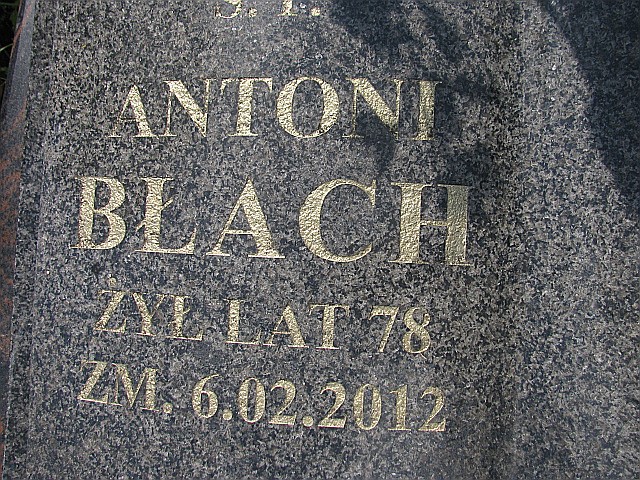 Ś. P.
ANTONI
BŁACH
ŻYŁ LAT 78
ZM. 6.02.2012